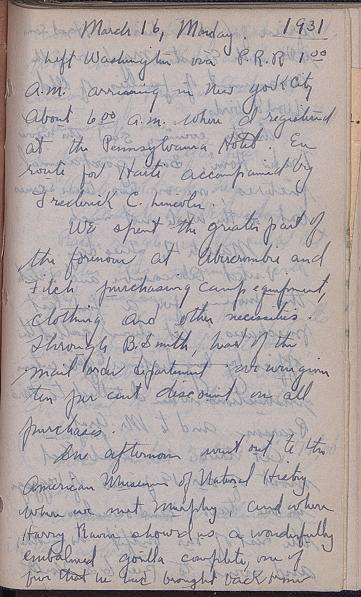 March 16, Monday. 1931
Left Washington via P.R.R 1.00
A.M. arriving in New York City
about 6.00 a.m. where I registered
at the Pennsylvania Hotel. En
route for Haiti accompanied by
Frederick C. Lincoln.
We spent the greater part of
the forenoon at Abercrombie and
Fitch purchasing camp equipment,
clothing and other necessities.
Through B. Smith, head of the
mail order department we were given
ten per cent discount on all
purchases.
The afternoon went out to the
American Museum of Natural History
where we met Murphy, and where
Harry Raven showed us a wonderfully
embalmed gorilla complete, one of
four that he had brought back from